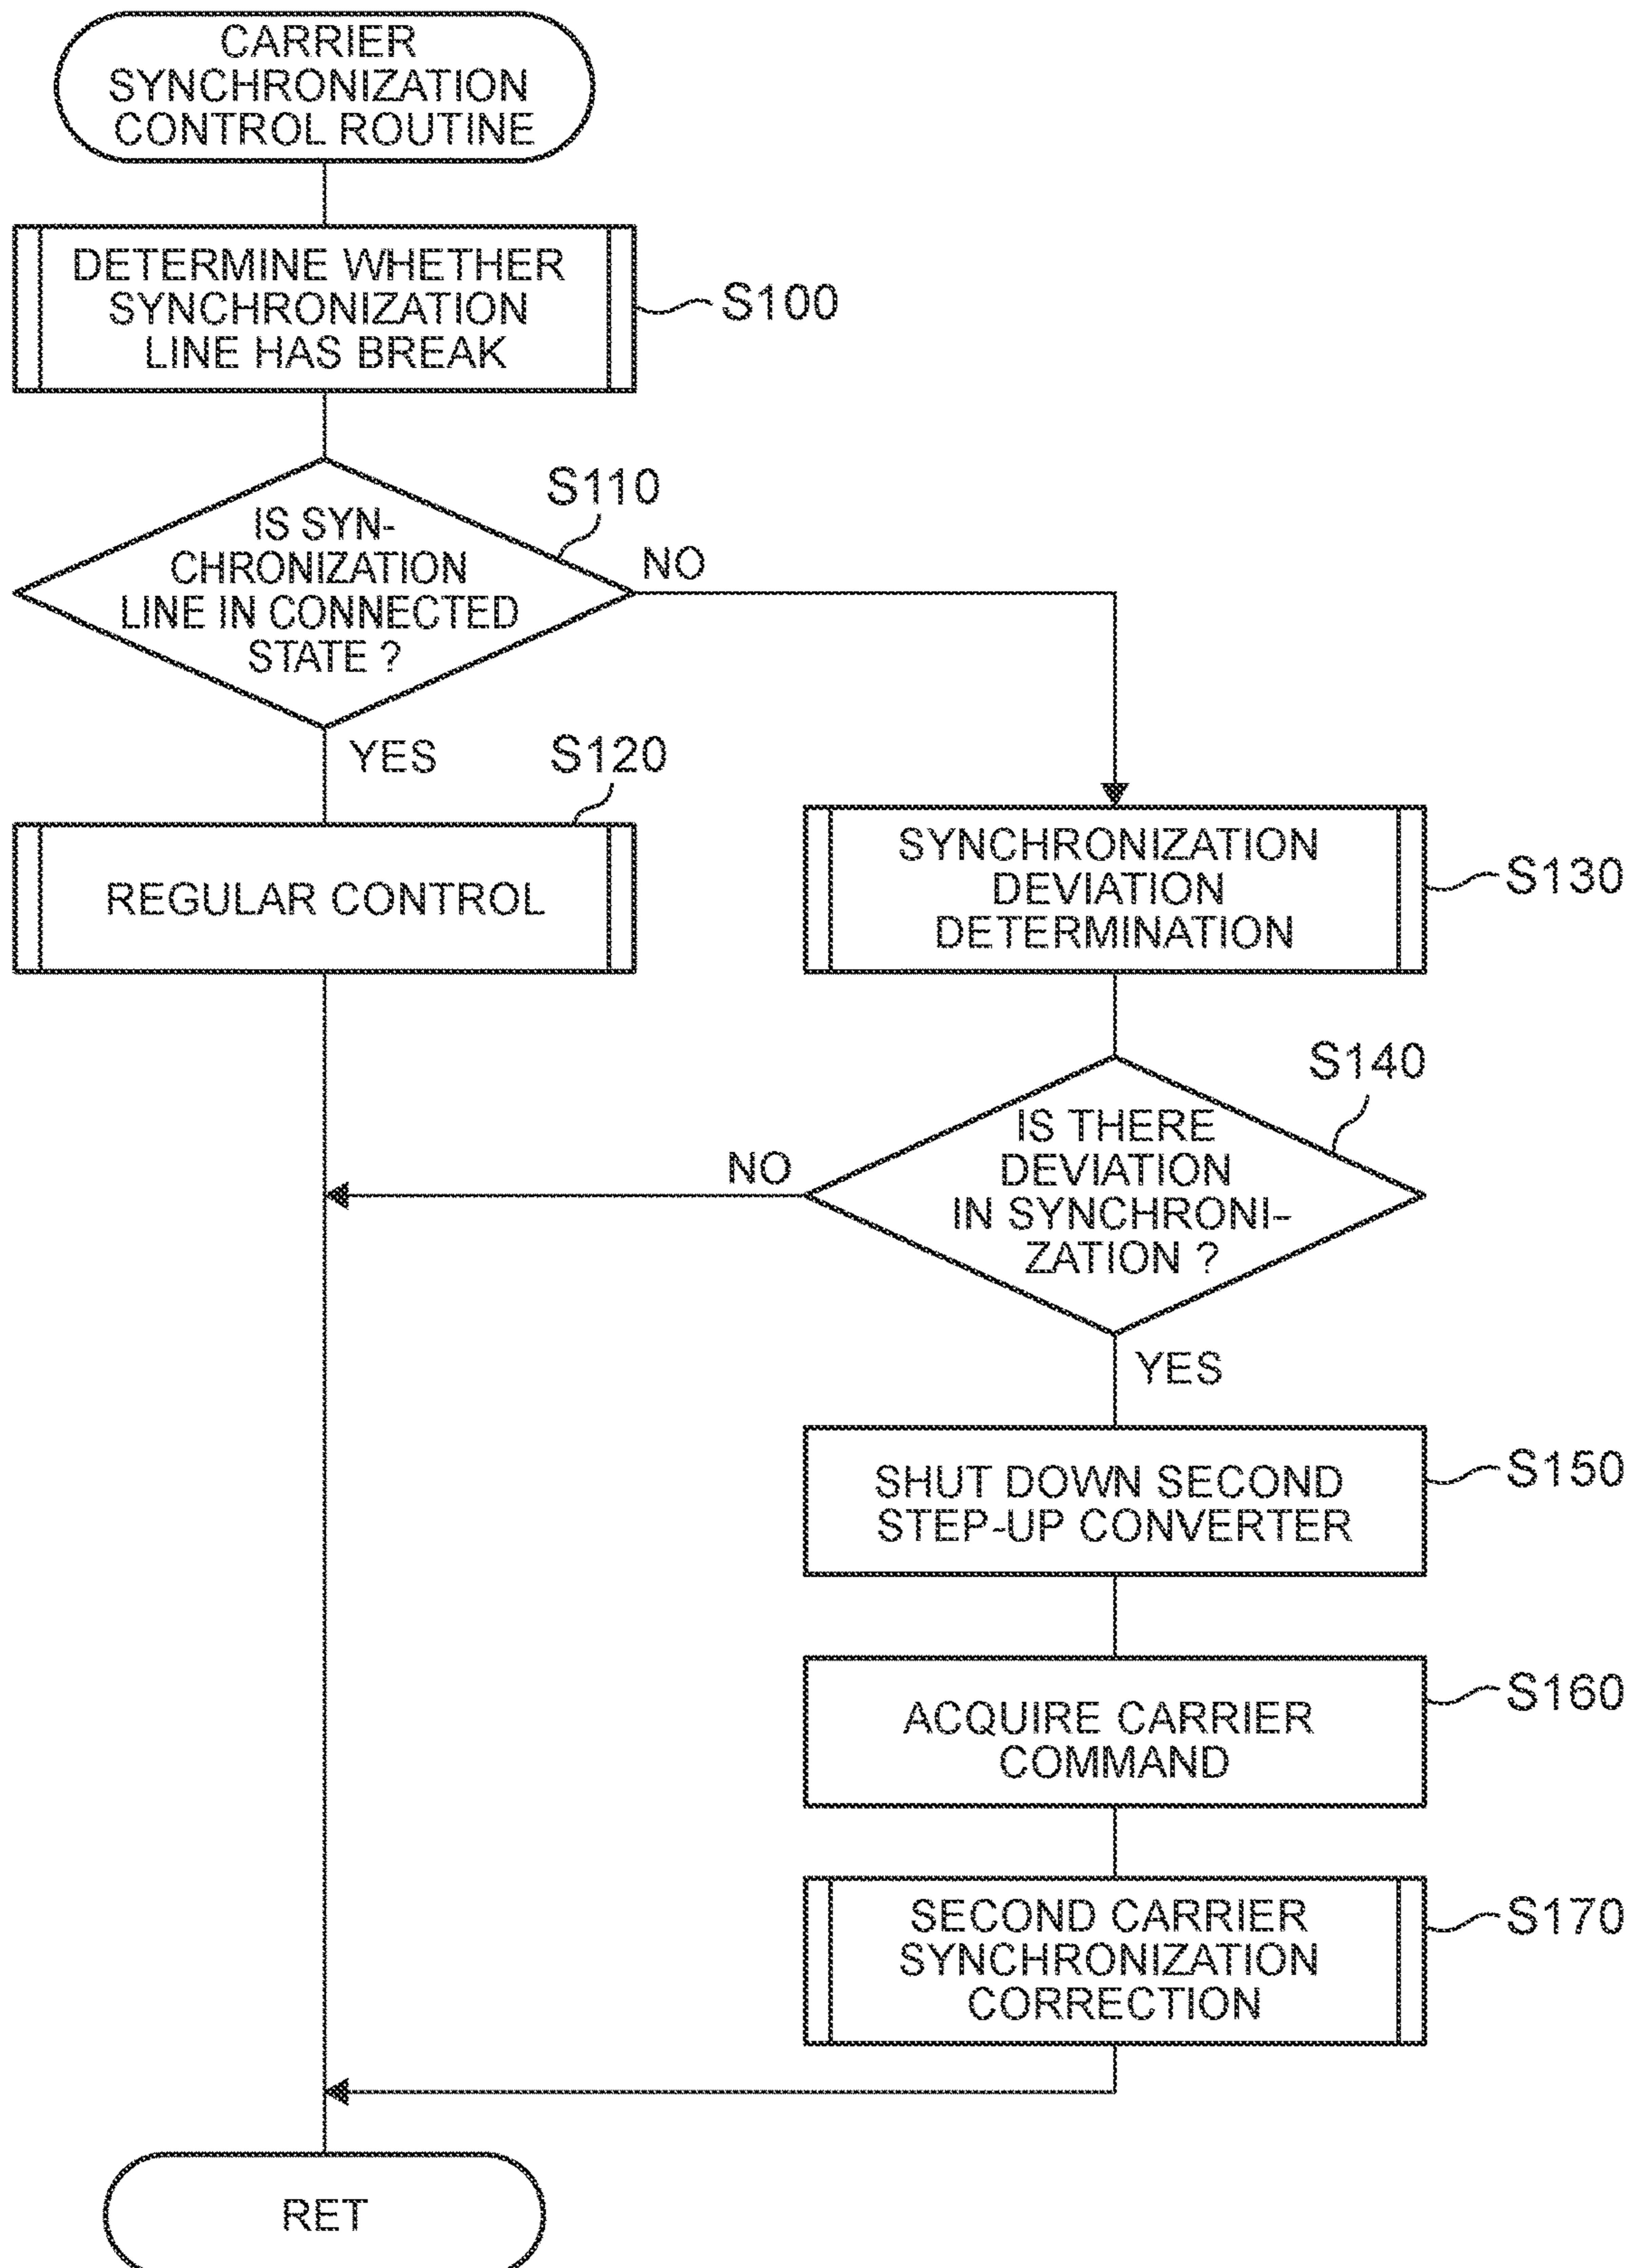 CARRIER
SYNCHRONIZATION
CONTROL ROUTINE
DETERMINE WHETHER
SYNCHRONIZATION
LINE HAS BREAK
S100
S110
IS SYN-
CHRONIZATION
LINE IN CONNECTED
STATE ?
NO
YES
S120
REGULAR CONTROL
SYNCHRONIZATION
DEVIATION
DETERMINATION
S130
S140
IS THERE
DEVIATION
IN SYNCHRONI-
ZATION ?
NO
YES
SHUT DOWN SECOND
STEP-UP CONVERTER
S150
ACQUIRE CARRIER
COMMAND
S160
SECOND CARRIER
SYNCHRONIZATION
CORRECTION
S170
RET